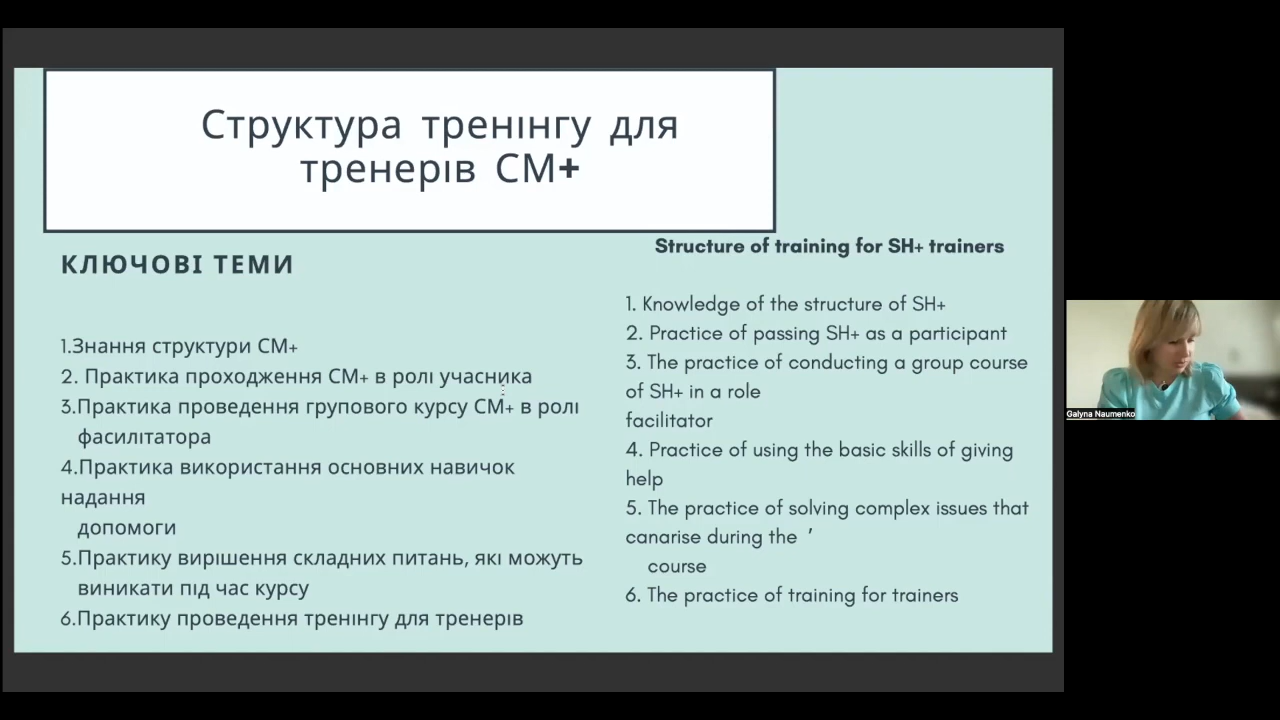 Структура тренінгу для
тренерів СМ+
КЛЮЧОВІ ТЕМИ
1.Знання структури СМ+
2. Практика проходження СМ+ в ролі учасника
3.Практика проведення групового курсу СМ+ в ролі
фасилітатора
4.Практика використання основних навичок
надання
допомоги
5.Практику вирішення складних питань, які можуть
виникати під час курсу
6.Практику проведення тренінгу для тренерів
Structure of training for SH+ trainers
1. Knowledge of the structure of SH+
2. Practice of passing SH+ as a participant
3. The practice of conducting a group course
of SH+ in a role
facilitator
4. Practice of using the basic skills of giving
help
5. The practice of solving complex issues that
canarise during the ’
course
6. The practice of training for trainers
Galyna Naumenko